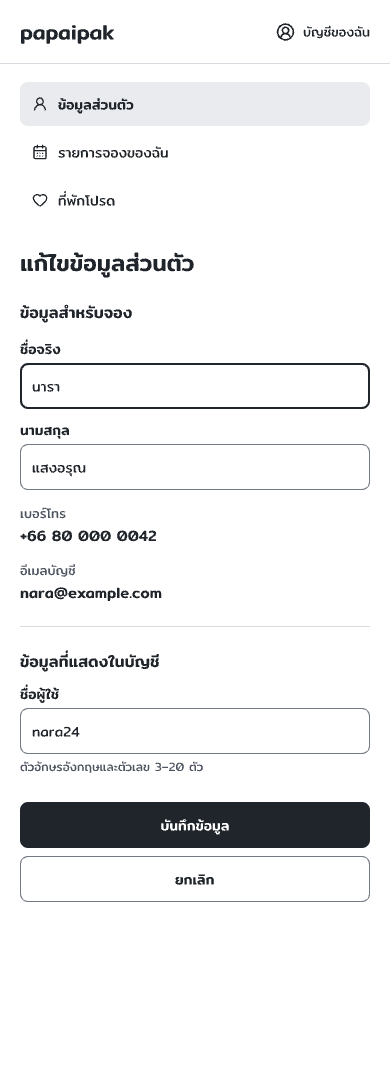 papaipak
บัญชีของฉัน
ข้อมูลส่วนตัว
รายการจองของฉัน
ที่พักโปรด
แก้ไขข้อมูลส่วนตัว
ข้อมูลสำหรับจอง
ชื่อจริง
นารา
นามสกุล
แสงอรุณ
เบอร์โทร
+66 80 000 0042
อีเมลบัญชี
nara@example.com
ข้อมูลที่แสดงในบัญชี
ชื่อผู้ใช้
nara24
ตัวอักษรอังกฤษและตัวเลข 3–20 ตัว
บันทึกข้อมูล
ยกเลิก